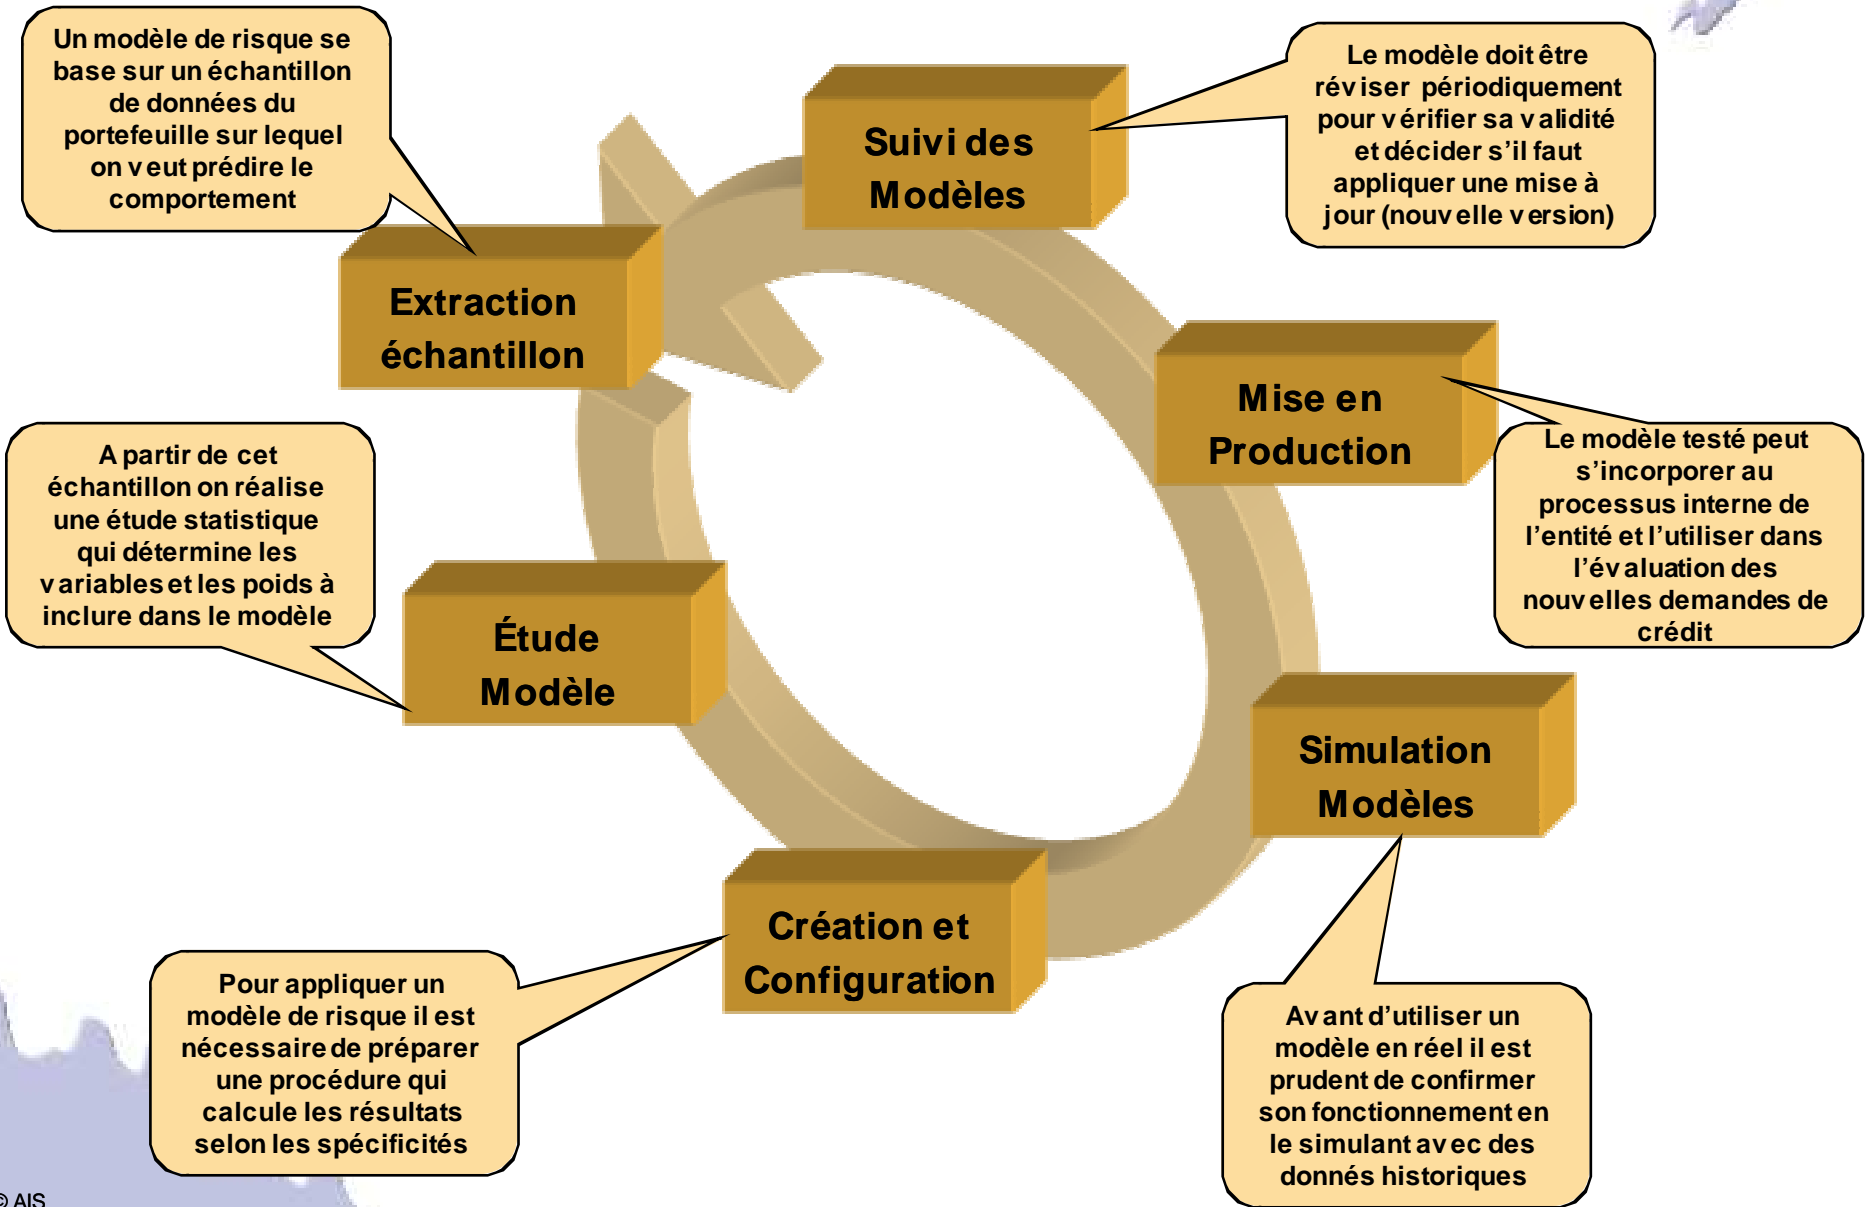 Un modèle de risque se
base sur un échantillon
de données du
portefeuille sur lequel
on veut prédire le
comportement
Extraction
échantillon
Suivi des
Modèles
Le modèle doit être
réviser périodiquement
pour vérifier sa validité
et décider s’il faut
appliquer une mise à
jour (nouvelle version)
Mise en
Production
Le modèle testé peut
s’incorporer au
processus interne de
l’entité et l’utiliser dans
l’évaluation des
nouvelles demandes de
crédit
A partir de cet
échantillon on réalise
une étude statistique
qui détermine les
variables et les poids à
inclure dans le modèle
Étude
Modèle
Simulation
Modèles
Création et
Configuration
Pour appliquer un
modèle de risque il est
nécessaire de préparer
une procédure qui
calcule les résultats
selon les spécificités
Avant d’utiliser un
modèle en réel il est
prudent de confirmer
son fonctionnement en
le simulant avec des
donnés historiques
© AIS